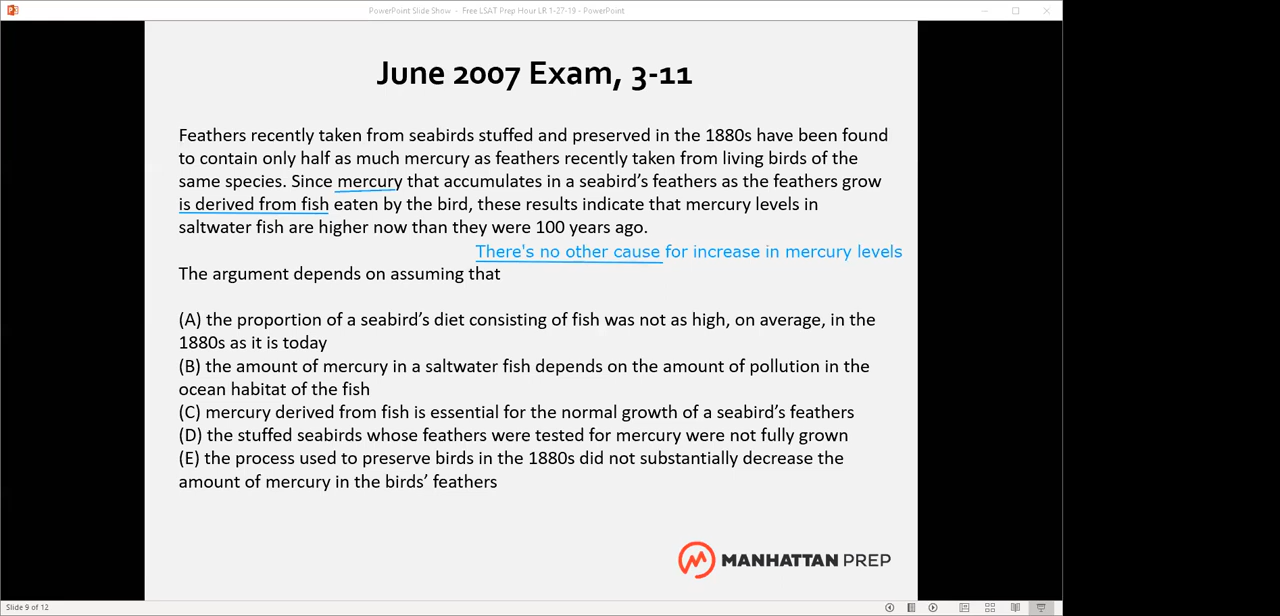 PowerPoint Slide Show - Free LSAT Prep Hour LR 1-27-19 - PowerPoint
June 2007 Exam, 3-11
Feathers recently taken from seabirds stuffed and preserved in the 1880s have been found
to contain only half as much mercury as feathers recently taken from living birds of the
same species. Since mercury that accumulates in a seabird's feathers as the feathers grow
is derived from fish eaten by the bird, these results indicate that mercury levels in
saltwater fish are higher now than they were 100 years ago.
There's no other cause for increase in mercury levels
The argument depends on assuming that
(A) the proportion of a seabird's diet consisting of fish was not as high, on average, in the
1880s as it is today
(B) the amount of mercury in a saltwater fish depends on the amount of pollution in the
ocean habitat of the fish
(C) mercury derived from fish is essential for the normal growth of a seabird's feathers
(D) the stuffed seabirds whose feathers were tested for mercury were not fully grown
(E) the process used to preserve birds in the 1880s did not substantially decrease the
amount of mercury in the birds' feathers
MANHATTAN PREP
Slide 9 of 12